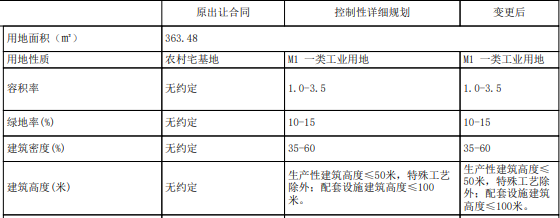 原出让合同 控制性详细规划 变更后
用地面积（㎡） 363.48
用地性质 农村宅基地 M1 一类工业用地 M1 一类工业用地
容积率 无约定 1.0-3.5 1.0-3.5
绿地率(%) 无约定 10-15 10-15
建筑密度(%) 无约定 35-60 35-60
建筑高度(米) 无约定
生产性建筑高度≤50米，特殊工艺
除外；配套设施建筑高度≤100
米。
生产性建筑高度≤
50米，特殊工艺除
外；配套设施建筑
高度≤100米。